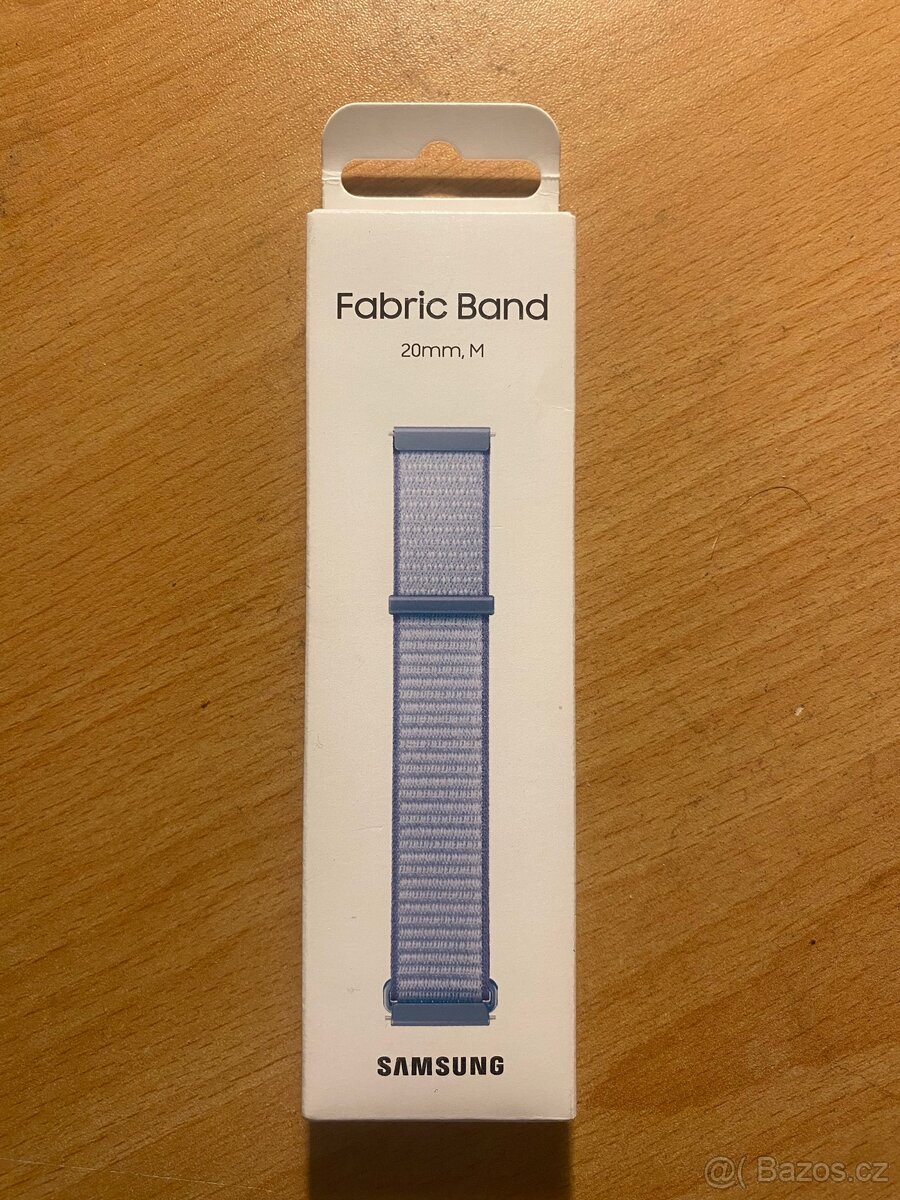 Fabric Band
20mm, M
SAMSUNG
@( Bazos.cz